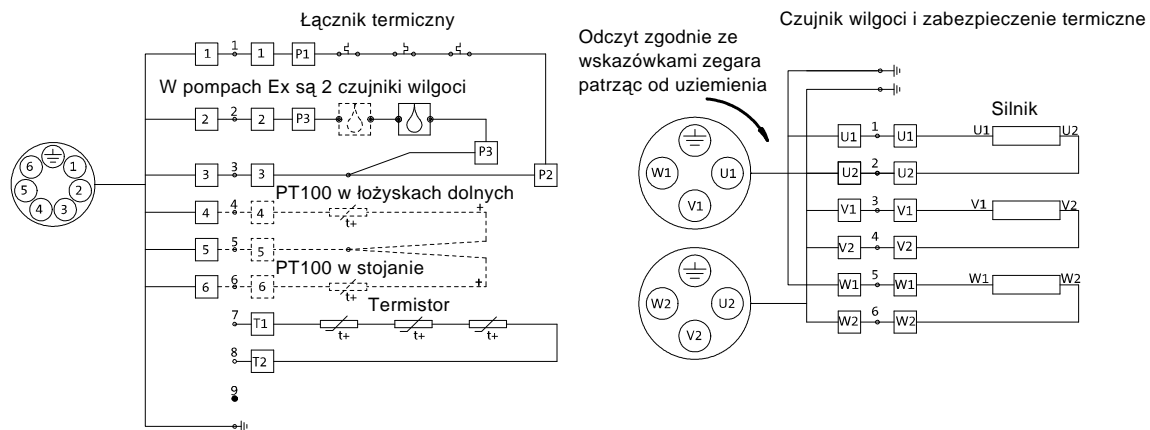 Łącznik termiczny
1 1 1 P1
W pompach Ex są 2 czujniki wilgoci
2 2 2 P3
P3
3 3 3 P2
PT100 w łożyskach dolnych
4 4 4 t+ +
5 5 5
PT100 w stojanie
6 6 6 t+ +
Termistor
7 T1 t+ t+ t+
8 T2
9
6 1
5 2
4 3
Czujnik wilgoci i zabezpieczenie termiczne
Odczyt zgodnie ze
wskazówkami zegara
patrząc od uziemienia
Silnik
W1 U1
V1
W2 U2
V2
U1 1 U1 U1 U2
U2 2 U2
V1 3 V1 V1 V2
V2 4 V2
W1 5 W1 W1 W2
W2 6 W2